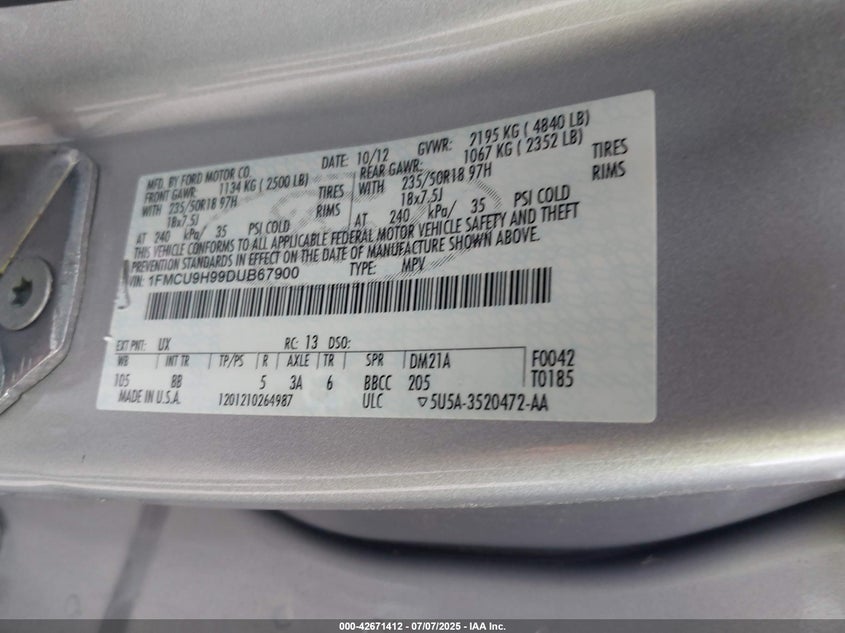 MFD. BY FORD MOTOR CO. DATE: 10/12 GVWR: 2195 KG ( 4840 LB)
FRONT GAWR: 1134 KG ( 2500 LB) REAR GAWR: 1067 KG ( 2352 LB)
WITH 235/50R18 97H TIRES WITH 235/50R18 97H TIRES
18x7.5J RIMS 18x7.5J RIMS
AT 240 kPa/ 35 PSI COLD AT 240 kPa/ 35 PSI COLD
THIS VEHICLE CONFORMS TO ALL APPLICABLE FEDERAL MOTOR VEHICLE SAFETY AND THEFT
PREVENTION STANDARDS IN EFFECT ON THE DATE OF MANUFACTURE SHOWN ABOVE.
VIN: 1FMCU9H99DUB67900 TYPE: MPV
EXT PNT: UX RC: 13 DSO:
WB INT TR TP/PS R AXLE TR SPR DM21A F0042
105 BB 5 3A 6 BBCC 205 T0185
MADE IN U.S.A. 1201210264987 ULC ▽5U5A-3520472-AA
000-42671412 / 07/07/2025 - IAA Inc.